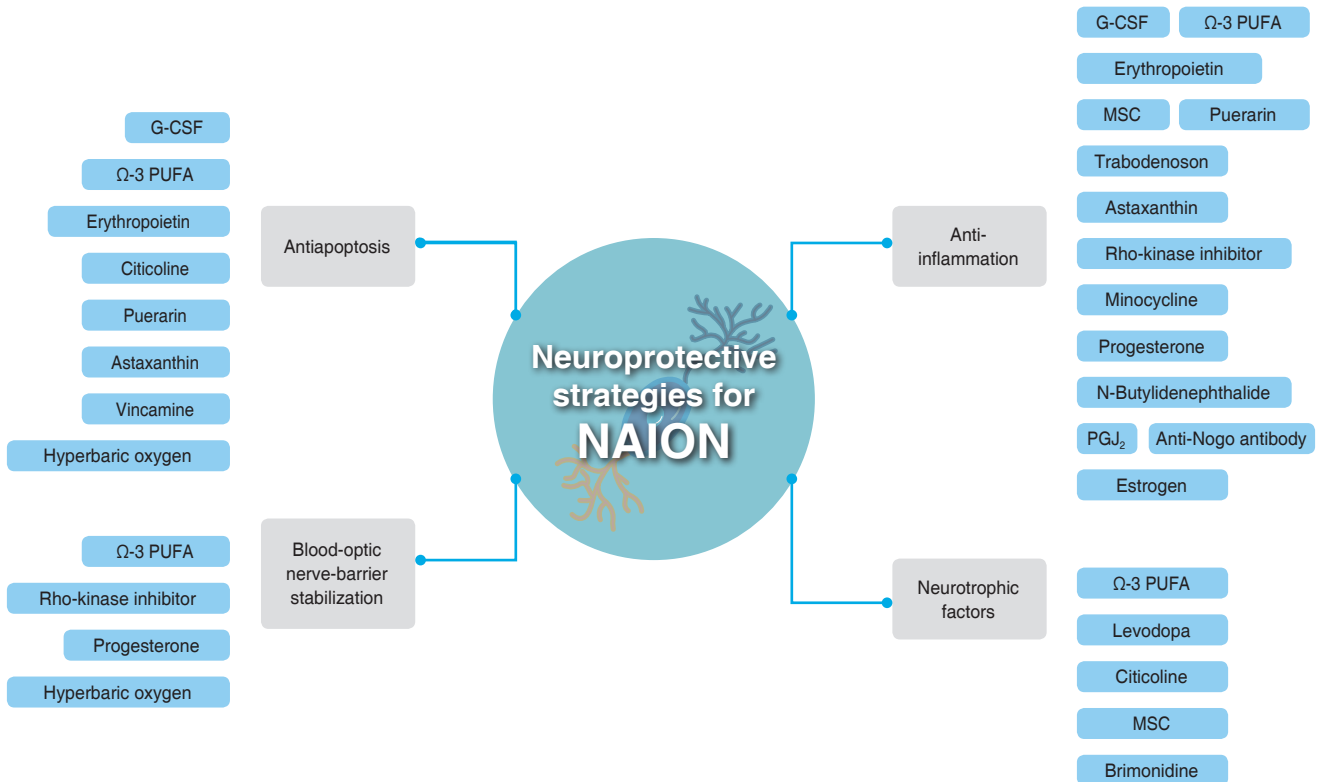 G-CSF
Ω-3 PUFA
Erythropoietin
Citicoline
Puerarin
Astaxanthin
Vincamine
Hyperbaric oxygen
Antiapoptosis
Ω-3 PUFA
Rho-kinase inhibitor
Progesterone
Hyperbaric oxygen
Blood-optic
nerve-barrier
stabilization
Neuroprotective
strategies for
NAION
Anti-
inflammation
G-CSF Ω-3 PUFA
Erythropoietin
MSC Puerarin
Trabodenoson
Astaxanthin
Rho-kinase inhibitor
Minocycline
Progesterone
N-Butylidenephthalide
PGJ₂ Anti-Nogo antibody
Estrogen
Neurotrophic
factors
Ω-3 PUFA
Levodopa
Citicoline
MSC
Brimonidine